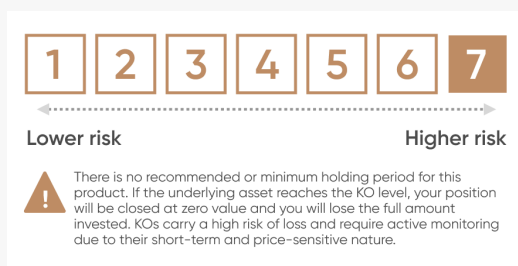 1 2 3 4 5 6 7
Lower risk Higher risk
There is no recommended or minimum holding period for this
product. If the underlying asset reaches the KO level, your position
will be closed at zero value and you will lose the full amount
invested. KOs carry a high risk of loss and require active monitoring
due to their short-term and price-sensitive nature.